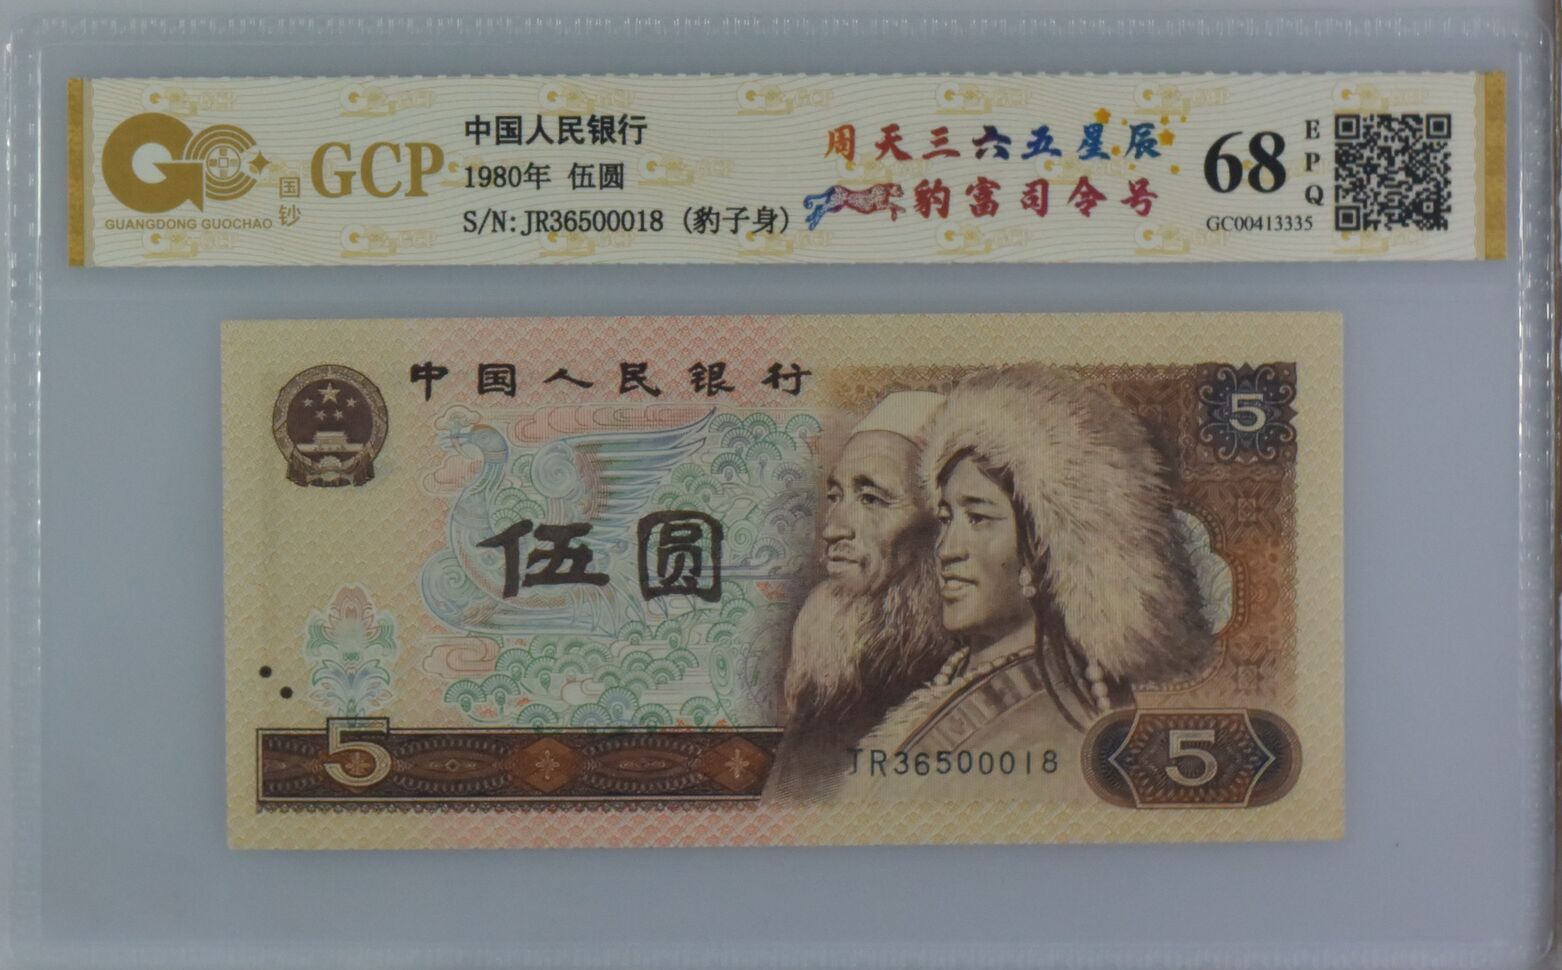 GCP
GUANGDONG GUOCHAO
国钞
中国人民银行
1980年 伍圆
S/N: JR36500018 (豹子身)
周天三六五星辰
豹富司令号
68
EPQ
GC00413335
中国人民银行
5
伍圆
5
JR36500018
5